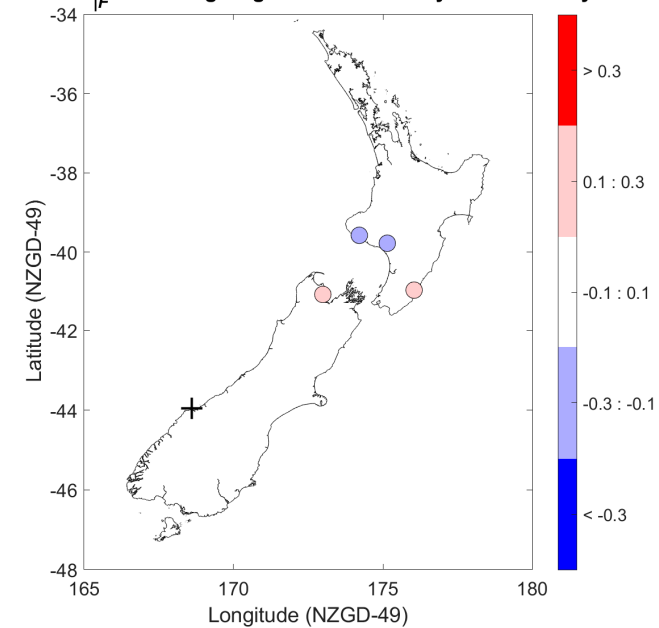 -34
-36
-38
-40
-42
-44
-46
-48
165
170
175
180
Latitude (NZGD-49)
Longitude (NZGD-49)
> 0.3
0.1 : 0.3
-0.1 : 0.1
-0.3 : -0.1
< -0.3